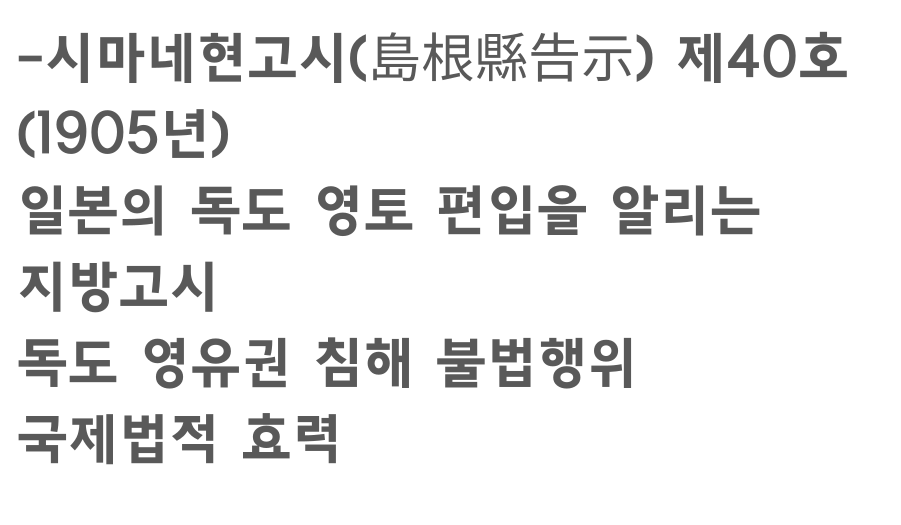 -시마네현고시(島根縣告示) 제40호
(1905년)
일본의 독도 영토 편입을 알리는
지방고시
독도 영유권 침해 불법행위
국제법적 효력